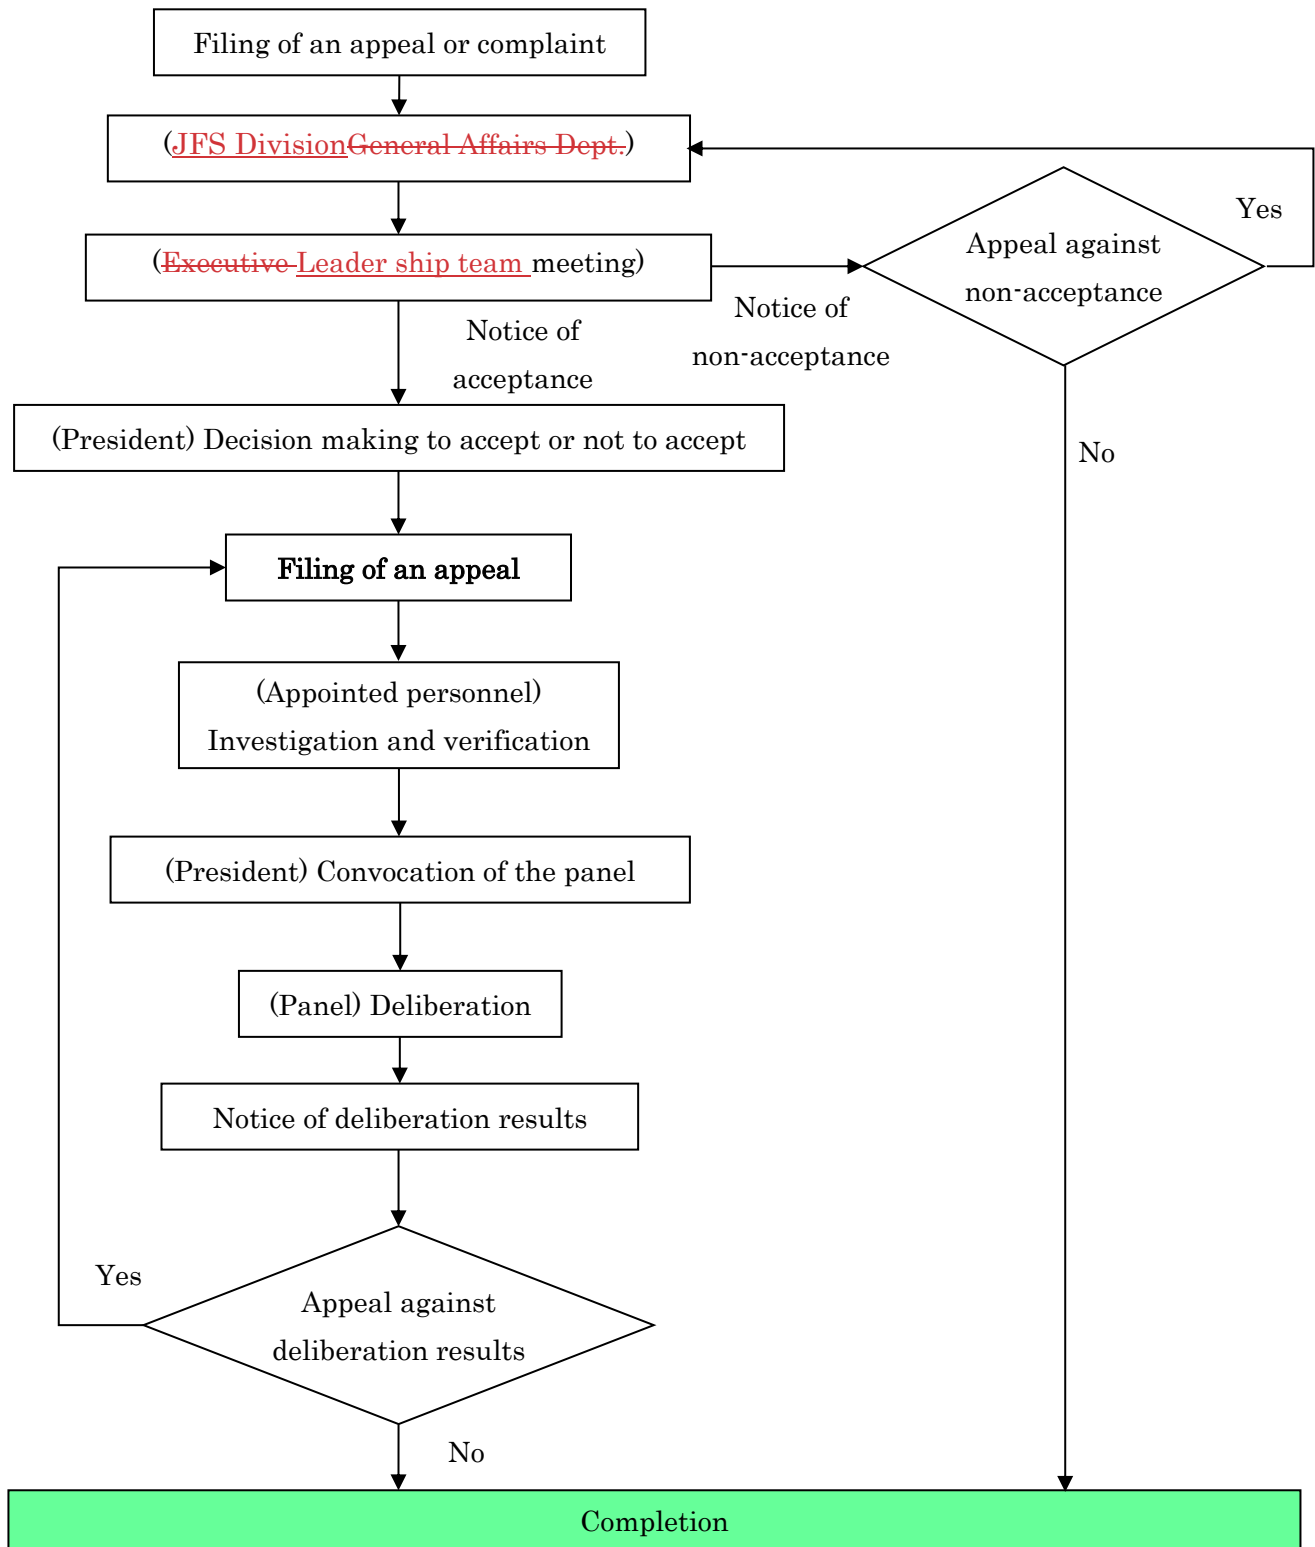 Filing of an appeal or complaint
(JFS DivisionGeneral Affairs Dept.)
Yes
Appeal against
non-acceptance
(Executive Leader ship team meeting)
Notice of
non-acceptance
Notice of
acceptance
(President) Decision making to accept or not to accept
No
Filing of an appeal
(Appointed personnel)
Investigation and verification
(President) Convocation of the panel
(Panel) Deliberation
Notice of deliberation results
Yes
Appeal against
deliberation results
No
Completion